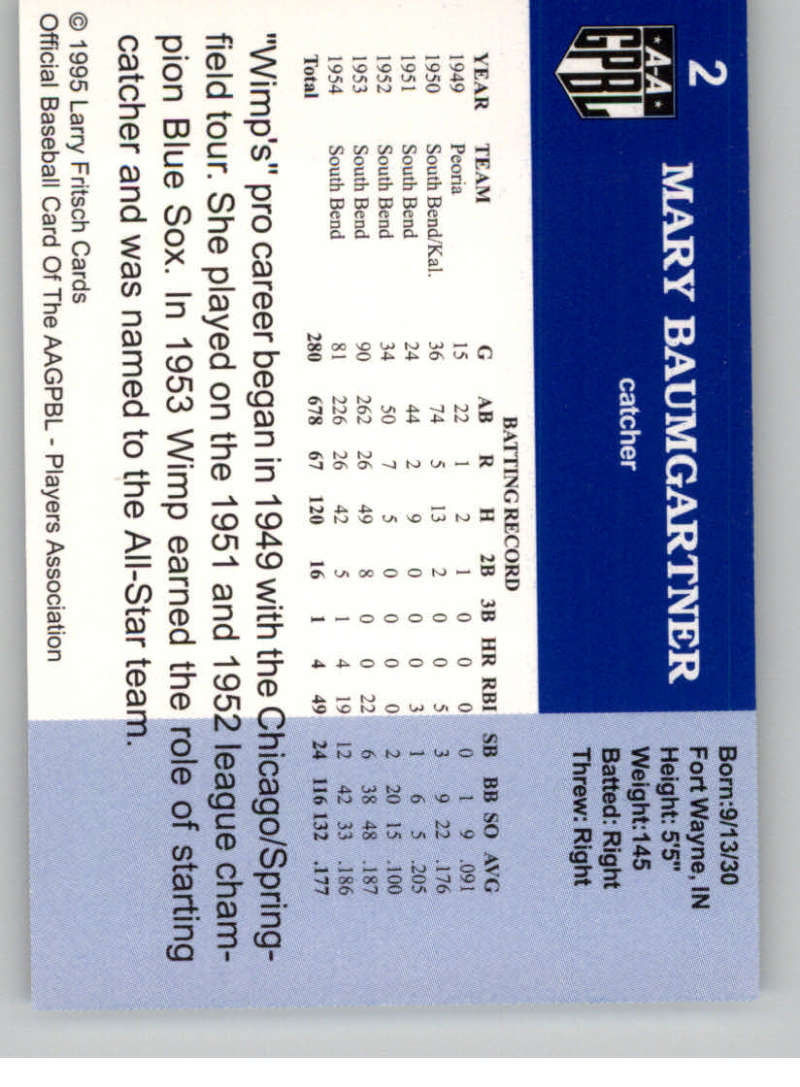 2
A-A
GPBL
MARY BAUMGARTNER
catcher
Born:9/13/30
Fort Wayne, IN
Height: 5'5"
Weight:145
Batted: Right
Threw: Right
BATTING RECORD
YEAR TEAM G AB R H 2B 3B HR RBI SB BB SO AVG
1949 Peoria 15 22 1 2 1 0 0 0 0 1 9 .091
1950 South Bend/Kal. 36 74 5 13 2 0 0 5 3 9 22 .176
1951 South Bend 24 44 2 9 0 0 0 3 1 6 5 .205
1952 South Bend 34 50 7 5 0 0 0 0 2 20 15 .100
1953 South Bend 90 262 26 49 8 0 0 22 6 38 48 .187
1954 South Bend 81 226 26 42 5 1 4 19 12 42 33 .186
Total 280 678 67 120 16 1 4 49 24 116 132 .177
"Wimp's" pro career began in 1949 with the Chicago/Spring-
field tour. She played on the 1951 and 1952 league cham-
pion Blue Sox. In 1953 Wimp earned the role of starting
catcher and was named to the All-Star team.
© 1995 Larry Fritsch Cards
Official Baseball Card Of The AAGPBL - Players Association